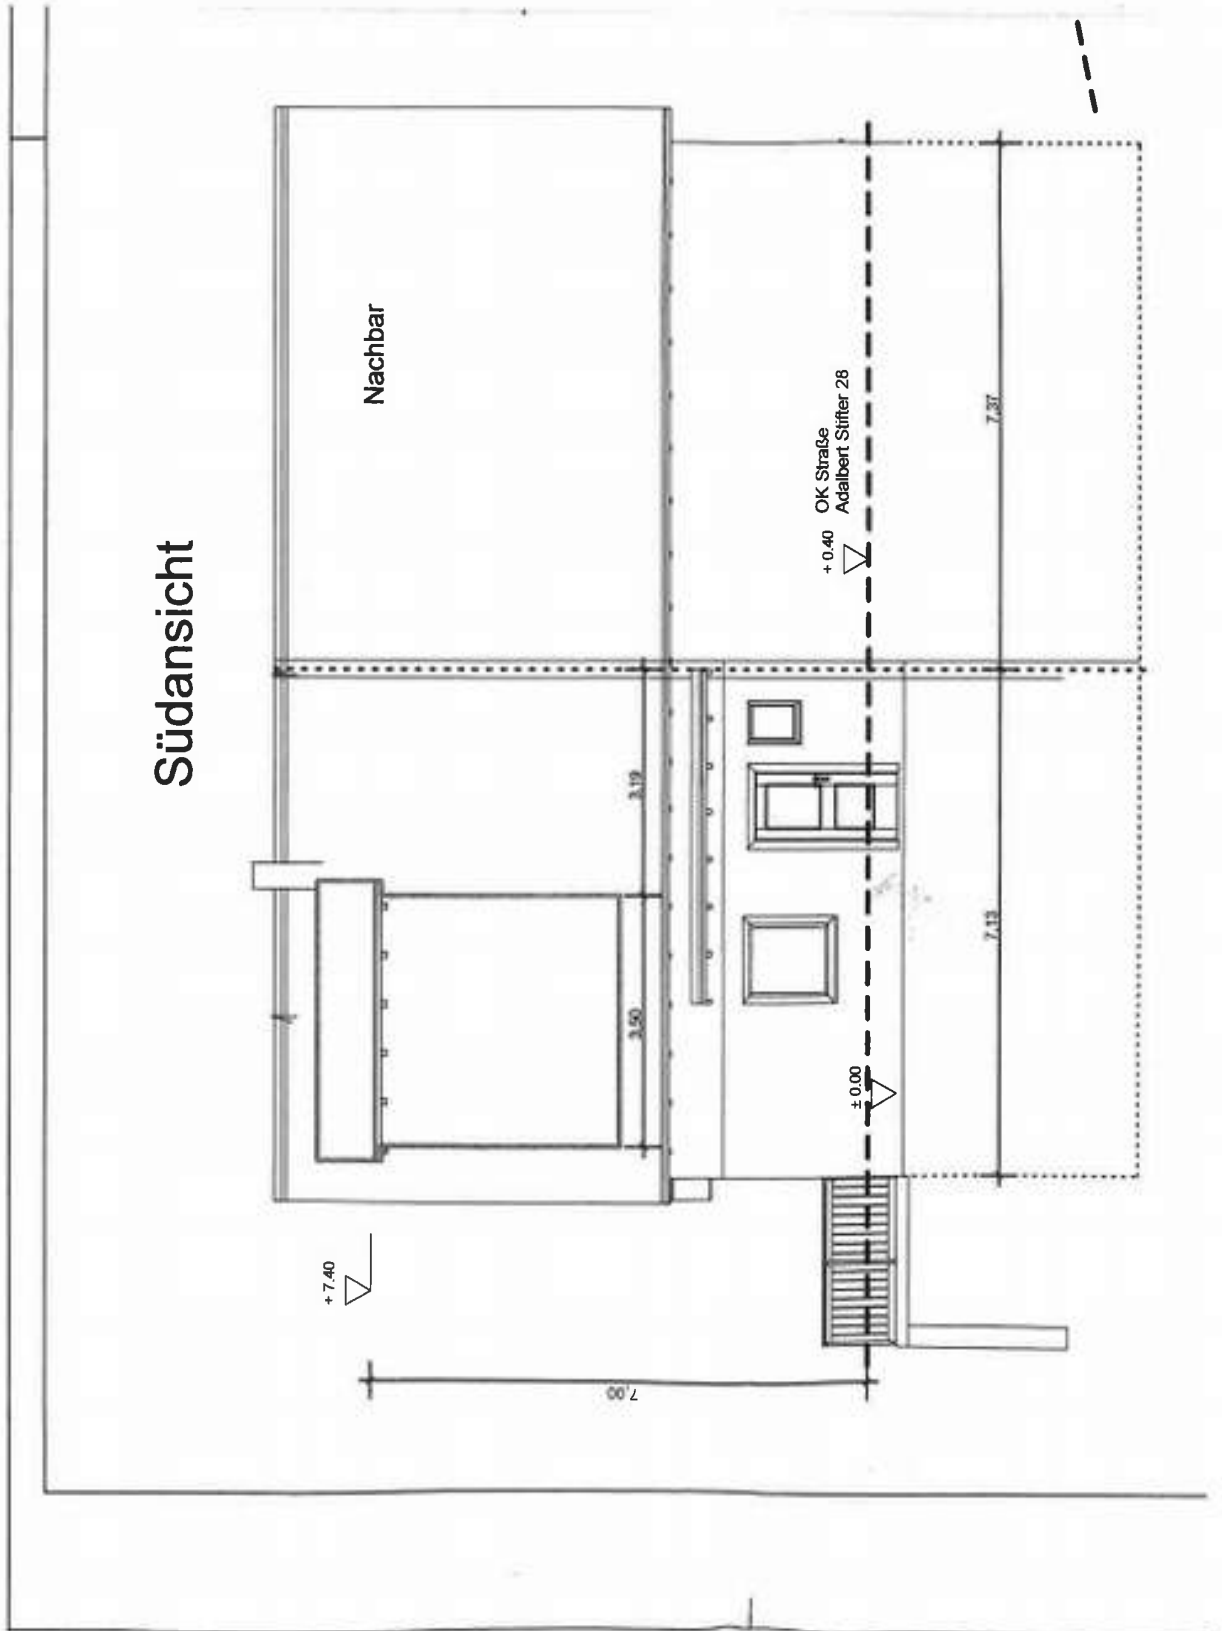 Südansicht
Nachbar
+ 7.40
3,50
3,19
7,00
+ 0.40
OK Straße
Adalbert Stifter 28
± 0.00
7,13
7,37